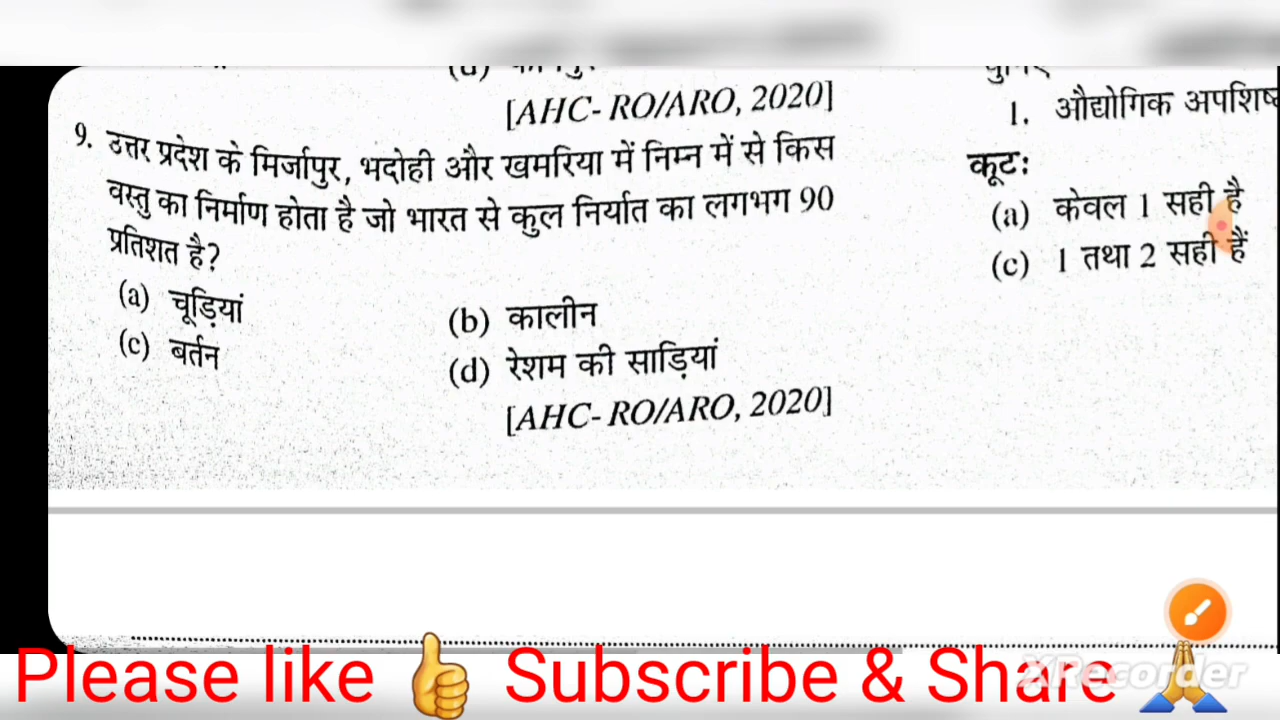 [AHC- RO/ARO, 2020]
9. उत्तर प्रदेश के मिर्जापुर, भदोही और खमरिया में निम्न में से किस
वस्तु का निर्माण होता है जो भारत से कुल निर्यात का लगभग 90
प्रतिशत है?
(a) चूड़ियां
(b) कालीन
(c) बर्तन
(d) रेशम की साड़ियां
[AHC- RO/ARO, 2020]
1. औद्योगिक
कूटः
(a) केवल 1 सही है
(c) 1 तथा 2 सही हैं
Please like 👍 Subscribe & Share 🙏
XRecorder